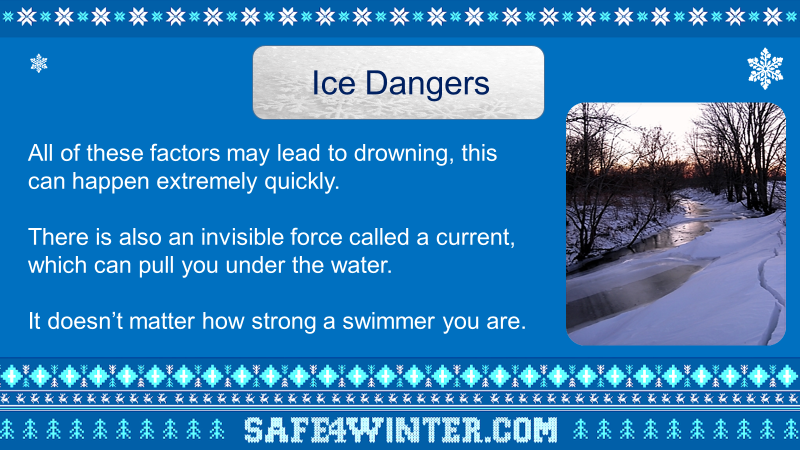 Ice Dangers
All of these factors may lead to drowning, this
can happen extremely quickly.
There is also an invisible force called a current,
which can pull you under the water.
It doesn’t matter how strong a swimmer you are.
SAFE4WINTER.COM